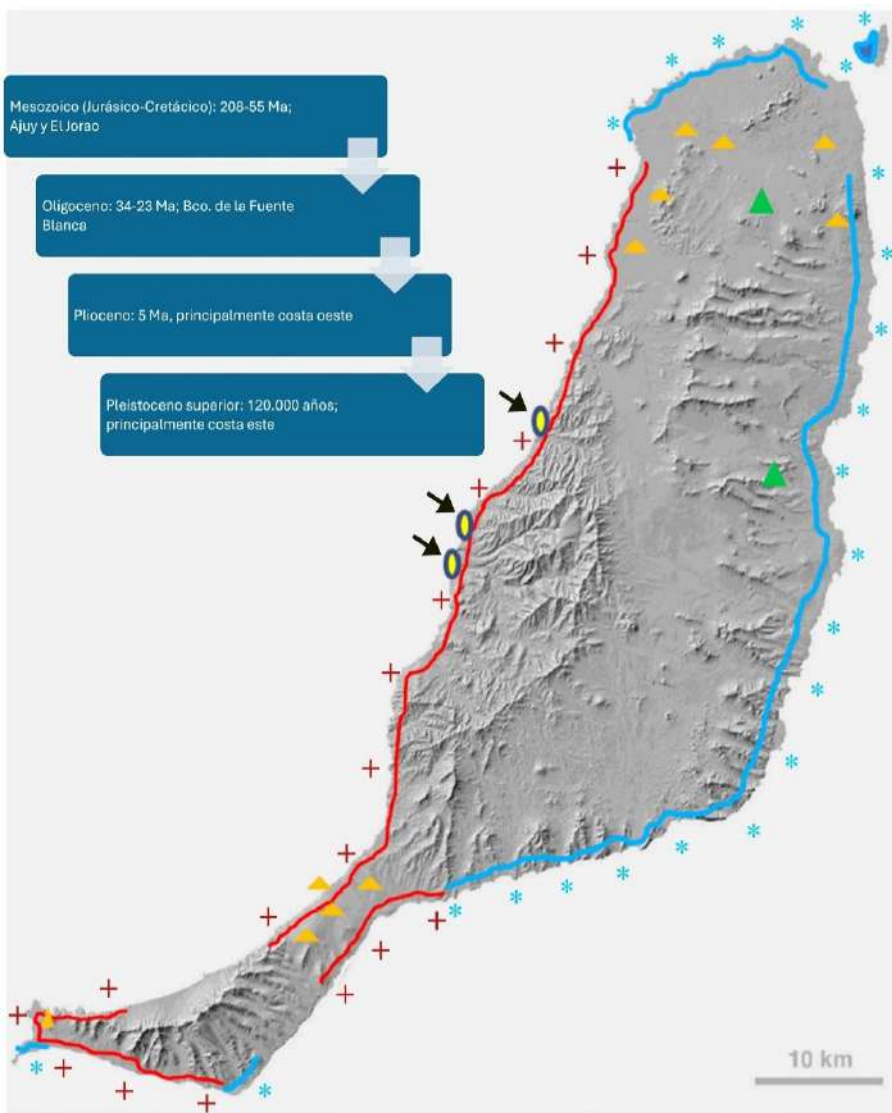 Mesozoico (Jurásico-Cretácico): 208-55 Ma;
Ajuy y El Jorao
Oligoceno: 34-23 Ma; Bco. de la Fuente
Blanca
Plioceno: 5 Ma, principalmente costa oeste
Pleistoceno superior: 120.000 años;
principalmente costa este
10 km